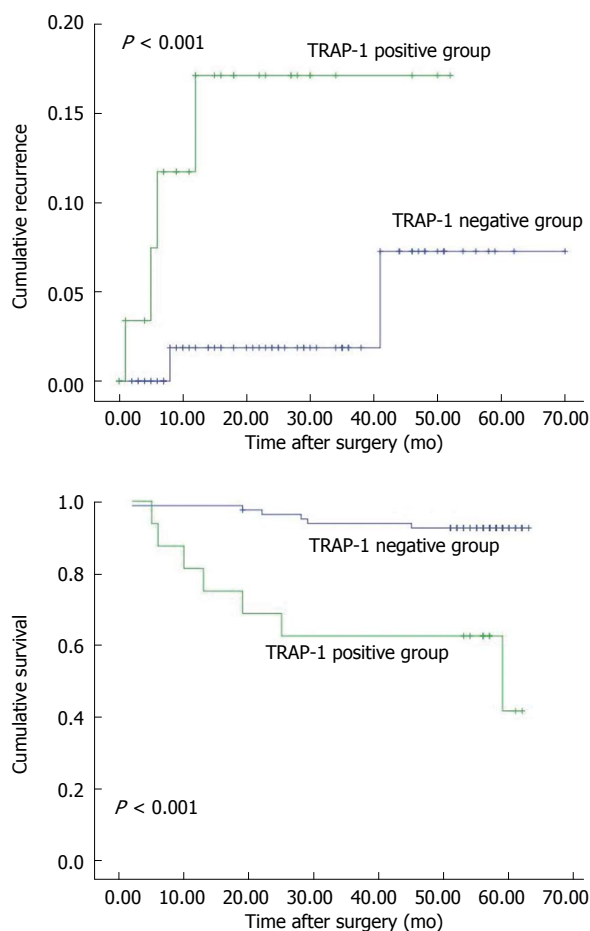 0.20
P < 0.001
TRAP-1 positive group
0.15
Cumulative recurrence
0.10
TRAP-1 negative group
0.05
0.00
0.00 10.00 20.00 30.00 40.00 50.00 60.00 70.00
Time after surgery (mo)
1.0
TRAP-1 negative group
0.8
Cumulative survival
0.6
TRAP-1 positive group
0.4
0.2
P < 0.001
0.0
0.00 10.00 20.00 30.00 40.00 50.00 60.00 70.00
Time after surgery (mo)